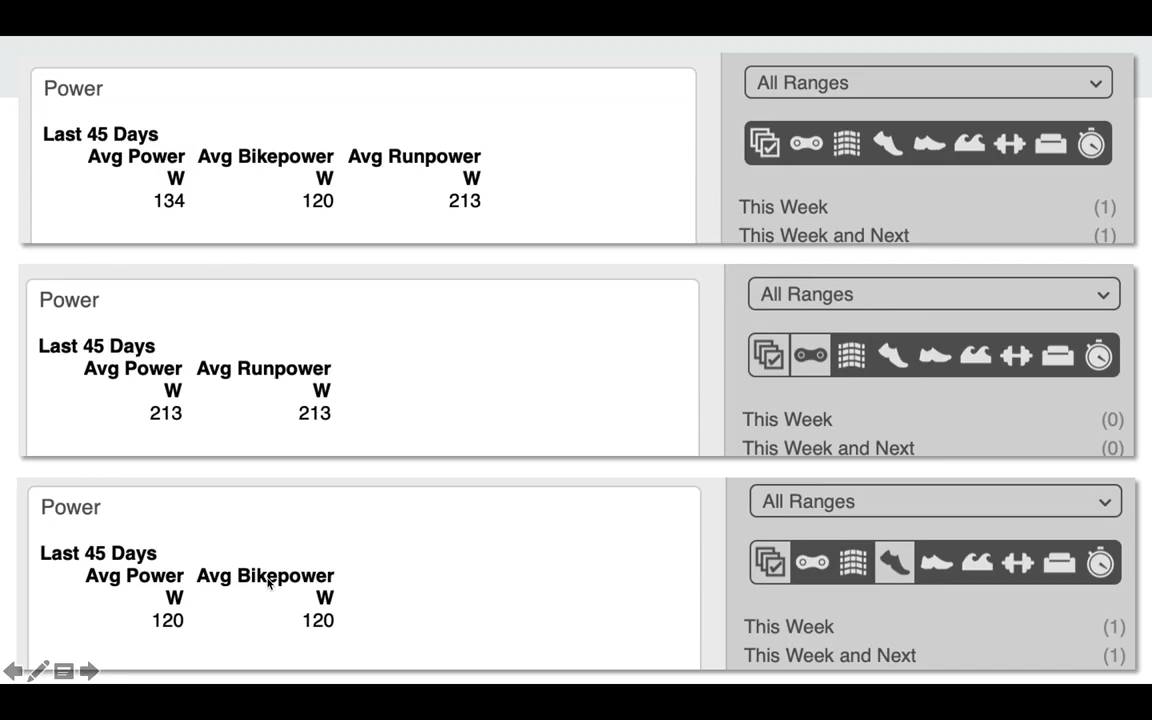 Power
Last 45 Days
Avg Power Avg Bikepower Avg Runpower
W W W
134 120 213
All Ranges
This Week (1)
This Week and Next (1)
Power
Last 45 Days
Avg Power Avg Runpower
W W
213 213
All Ranges
This Week (0)
This Week and Next (0)
Power
Last 45 Days
Avg Power Avg Bikepower
W W
120 120
All Ranges
This Week (1)
This Week and Next (1)